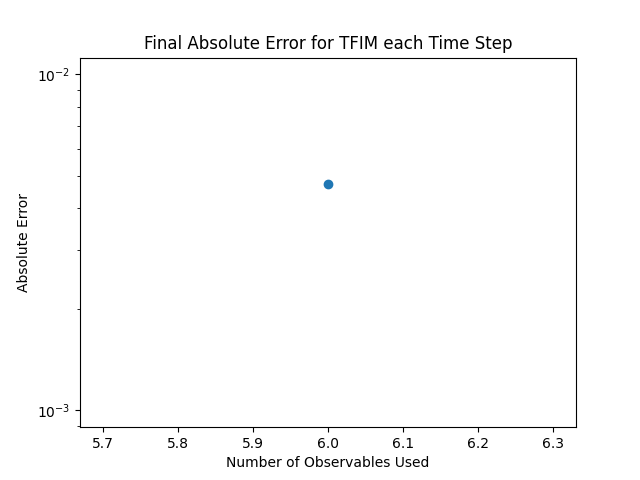 Final Absolute Error for TFIM each Time Step
10⁻²
10⁻³
Absolute Error
5.7 5.8 5.9 6.0 6.1 6.2 6.3
Number of Observables Used